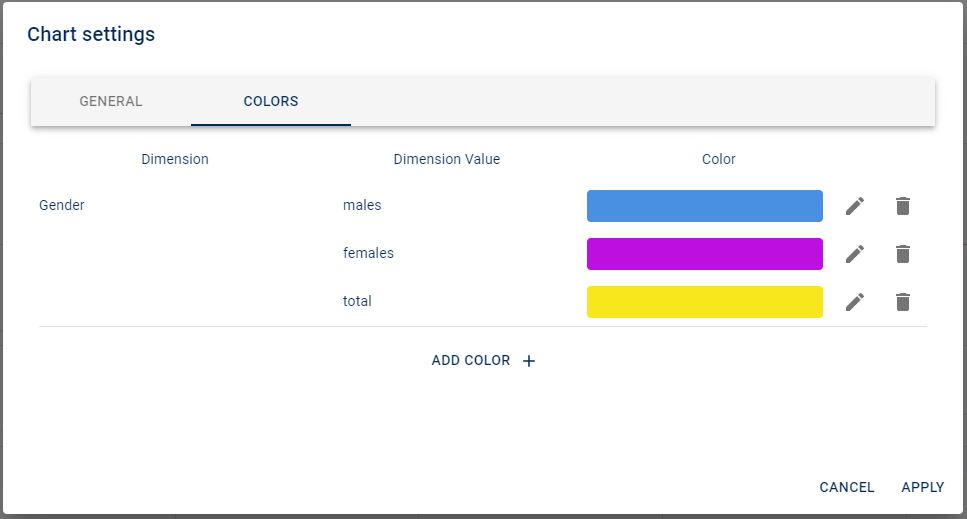 Chart settings
GENERAL COLORS
Dimension Dimension Value Color
Gender males
females
total
ADD COLOR +
CANCEL APPLY